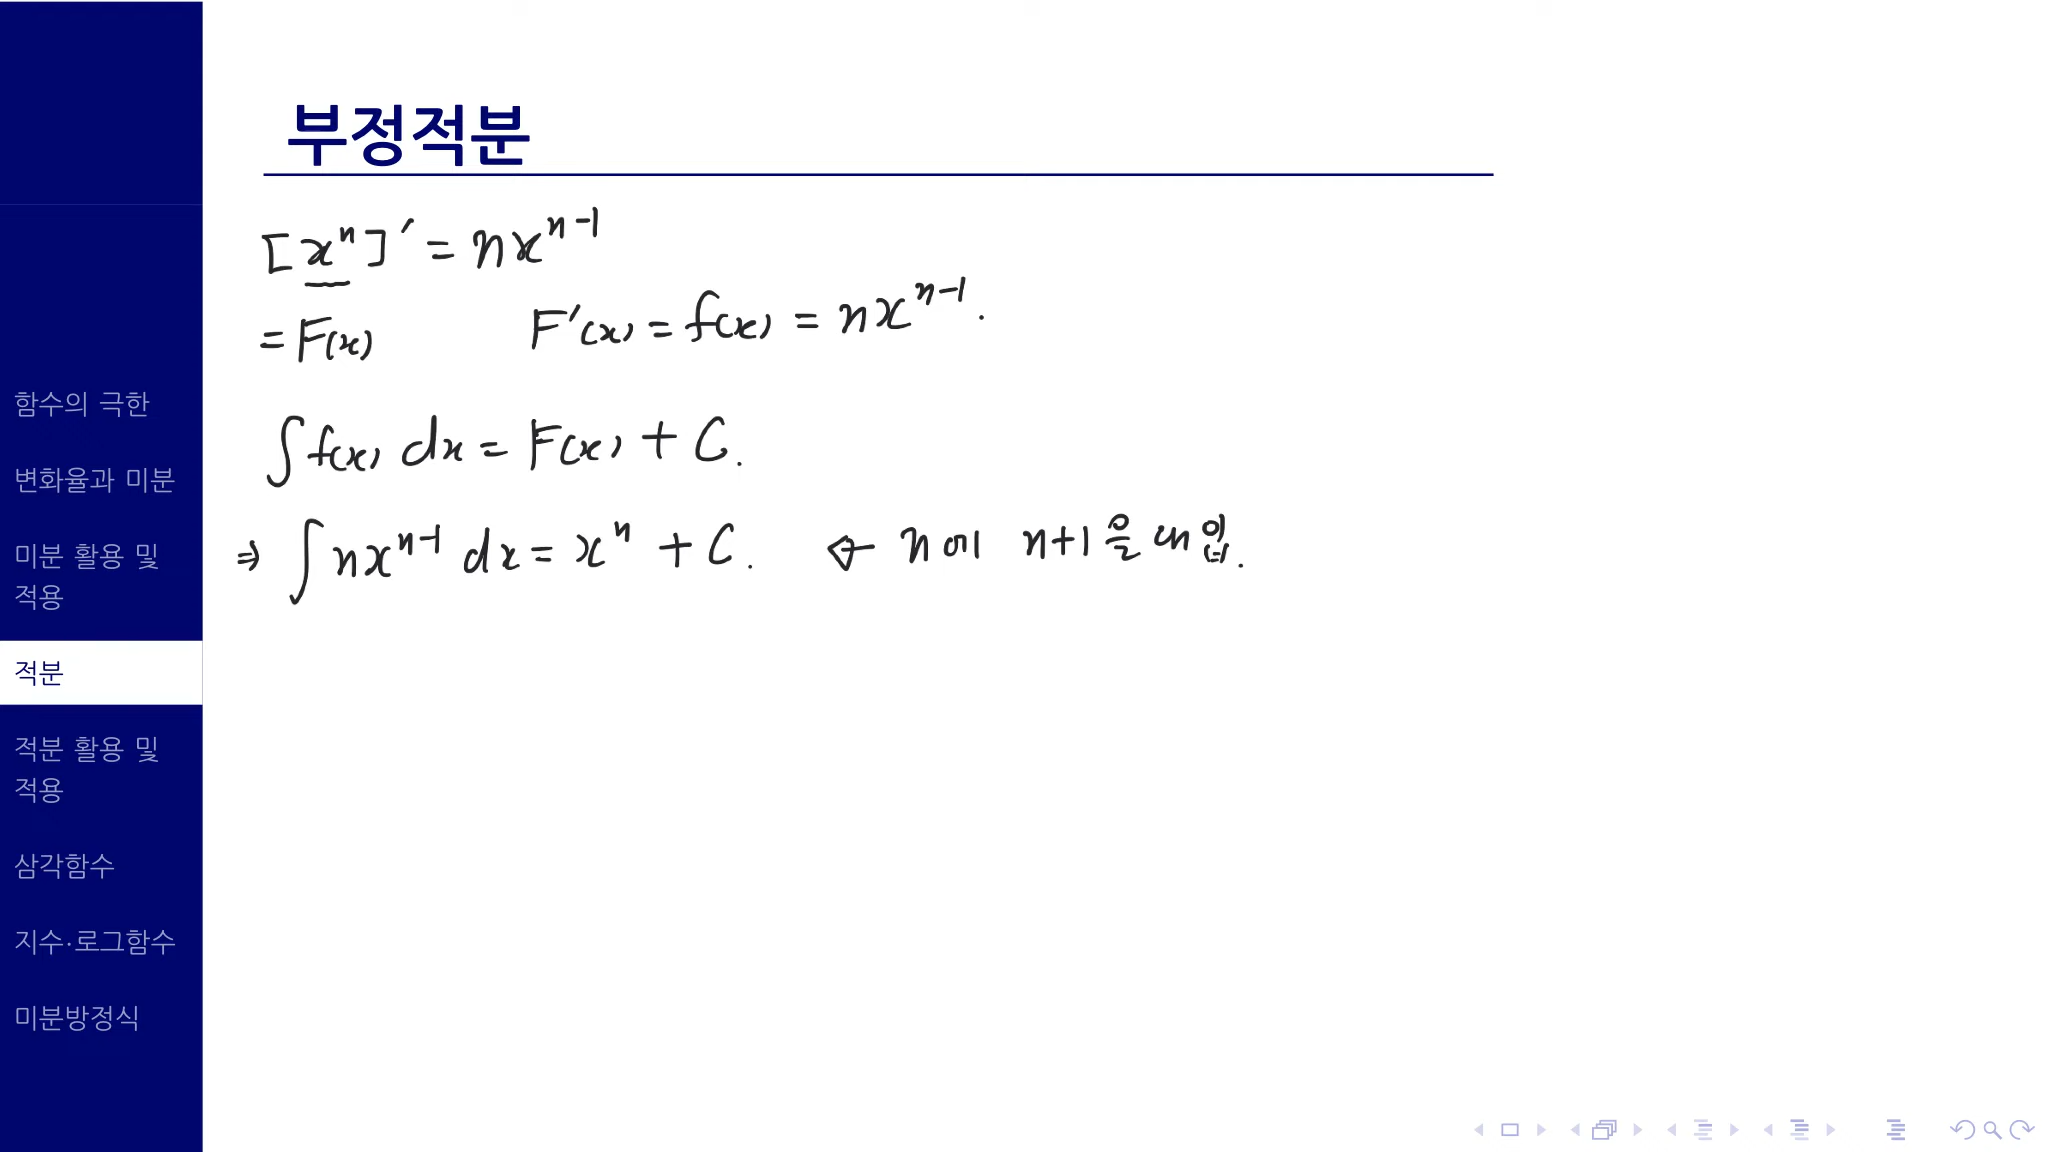 부정적분
[xⁿ]′ = nxⁿ⁻¹
= F(x) F′(x) = f(x) = nxⁿ⁻¹.
∫f(x) dx = F(x) + C.
⇒ ∫nxⁿ⁻¹ dx = xⁿ + C. ⇐ n에 n+1을 대입.
함수의 극한
변화율과 미분
미분 활용 및
적용
적분
적분 활용 및
적용
삼각함수
지수·로그함수
미분방정식